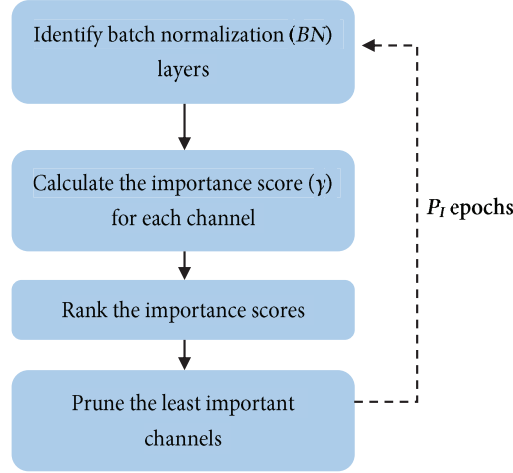 Identify batch normalization (BN)
layers
Calculate the importance score (γ)
for each channel
P_I epochs
Rank the importance scores
Prune the least important
channels